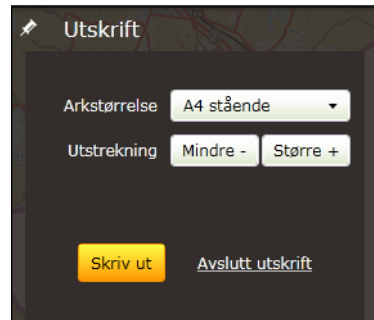 Utskrift
Arkstørrelse A4 stående
Utstrekning Mindre - Større +
Skriv ut Avslutt utskrift